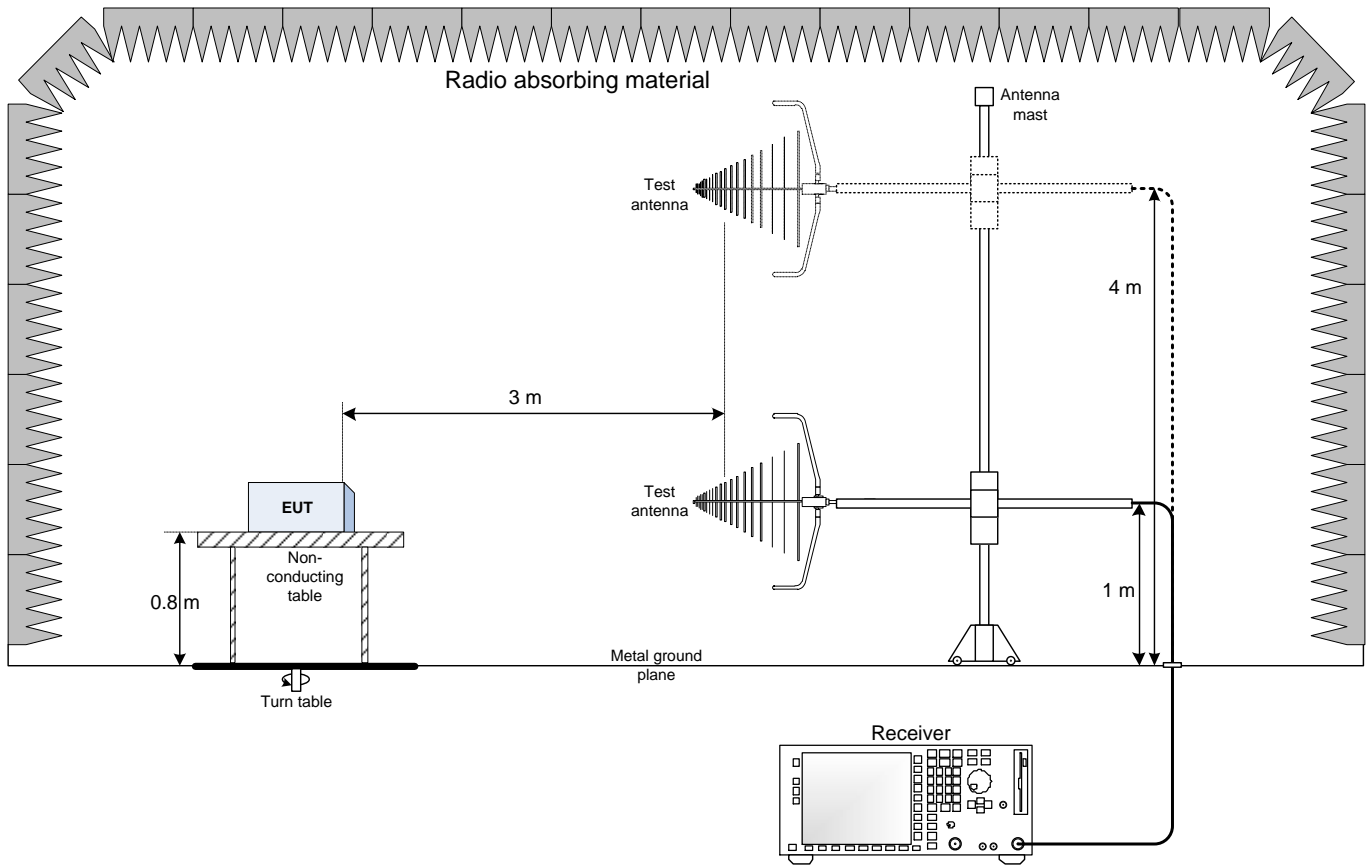 Radio absorbing material
Antenna
mast
Test
antenna
4 m
3 m
Test
antenna
EUT
Non-
conducting
table
0.8 m
1 m
Metal ground
plane
Turn table
Receiver